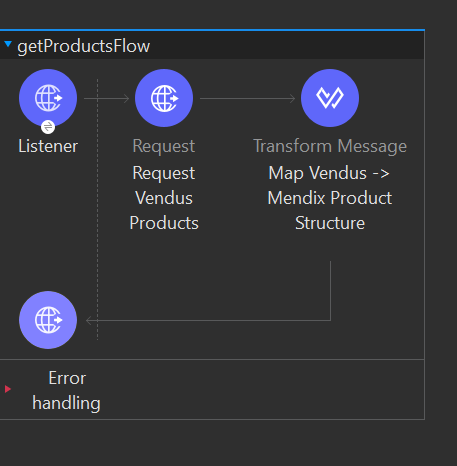 getProductsFlow
Listener
Request
Request
Vendus
Products
Transform Message
Map Vendus ->
Mendix Product
Structure
Error
handling